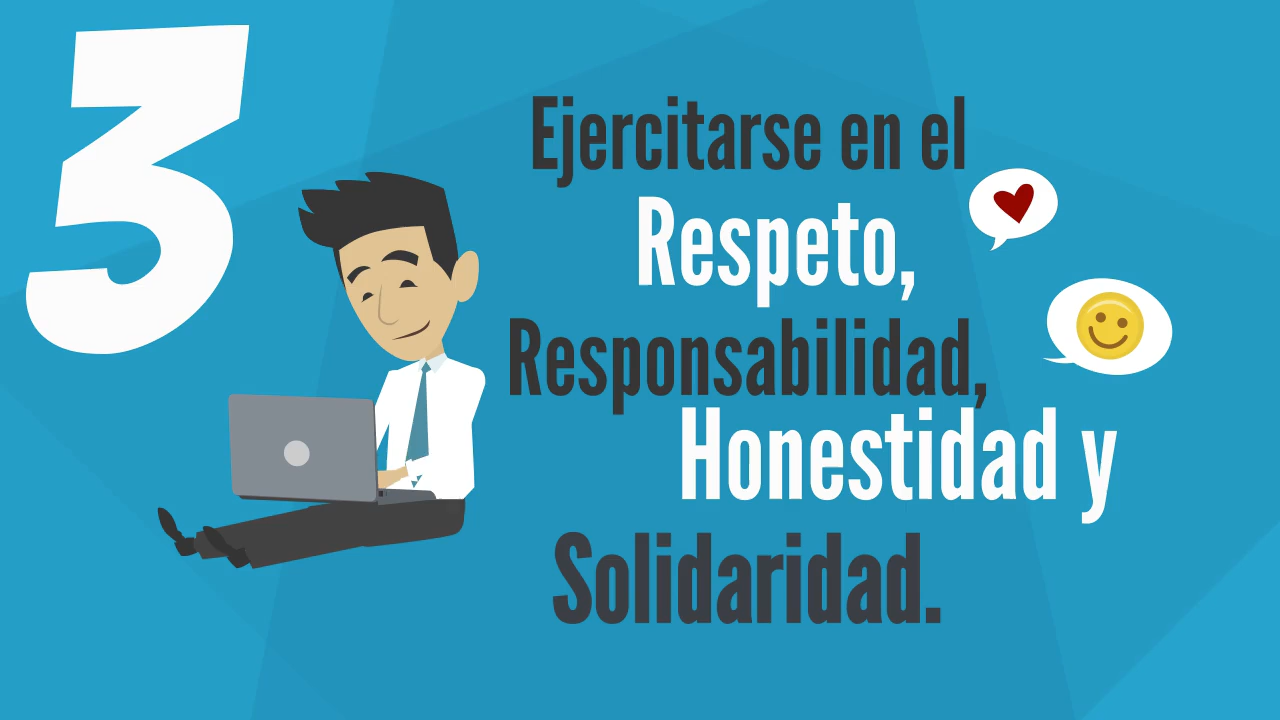 3
Ejercitarse en el
Respeto,
Responsabilidad,
Honestidad y
Solidaridad.